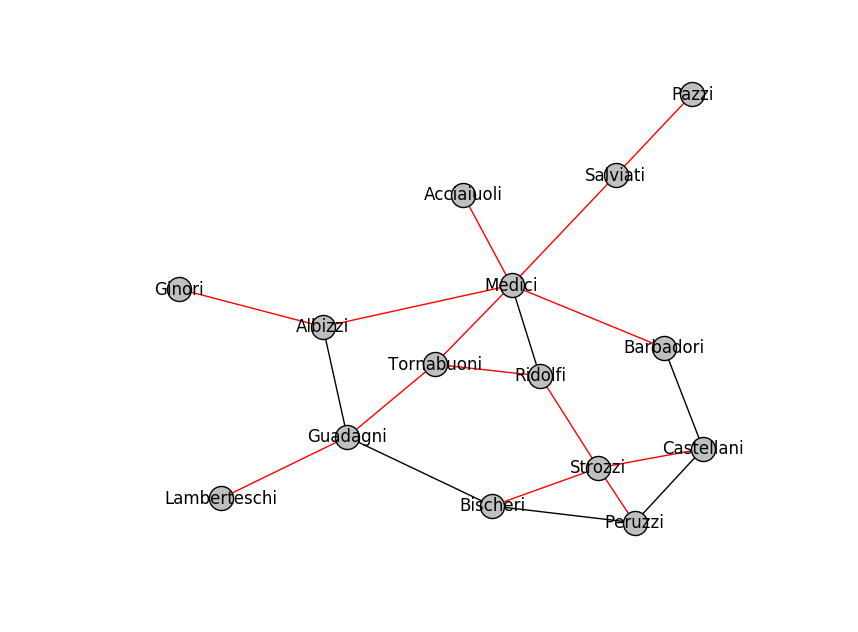 Pazzi
Salviati
Acciaiuoli
Medici
Ginori
Albizzi
Barbadori
Tornabuoni
Ridolfi
Guadagni
Castellani
Strozzi
Lamberteschi
Bischeri
Peruzzi